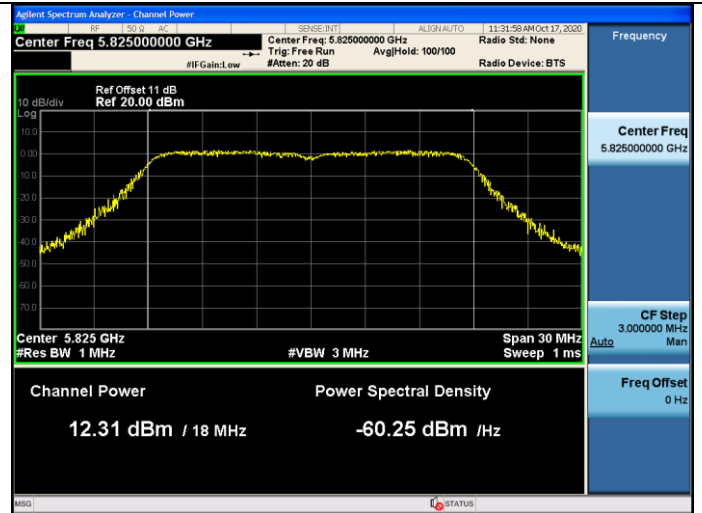 Agilent Spectrum Analyzer - Channel Power
RF 50 Ω AC SENSE:INT ALIGN AUTO 11:31:58 AM Oct 17, 2020
Center Freq 5.825000000 GHz
Center Freq: 5.825000000 GHz
Radio Std: None
Trig: Free Run Avg|Hold: 100/100
#IFGain:Low #Atten: 20 dB Radio Device: BTS
Frequency
Ref Offset 11 dB
10 dB/div Ref 20.00 dBm
Log
10.0
0.00
-10.0
-20.0
-30.0
-40.0
-50.0
-60.0
-70.0
Center Freq
5.825000000 GHz
Center 5.825 GHz Span 30 MHz
#Res BW 1 MHz #VBW 3 MHz Sweep 1 ms
CF Step
3.000000 MHz
Auto Man
Freq Offset
0 Hz
Channel Power Power Spectral Density
12.31 dBm / 18 MHz -60.25 dBm /Hz
MSG STATUS